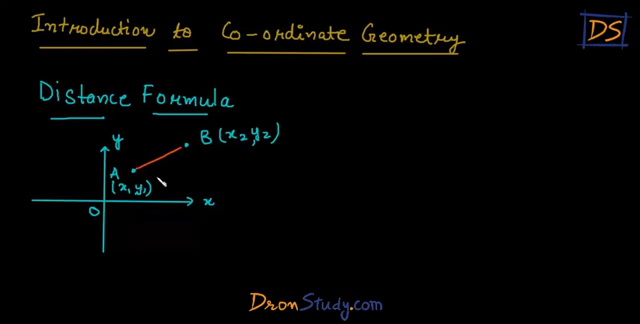 Introduction to Co-ordinate Geometry
DS
Distance Formula
y
B (x₂, y₂)
A
(x₁ y₁)
O
x
DronStudy.com